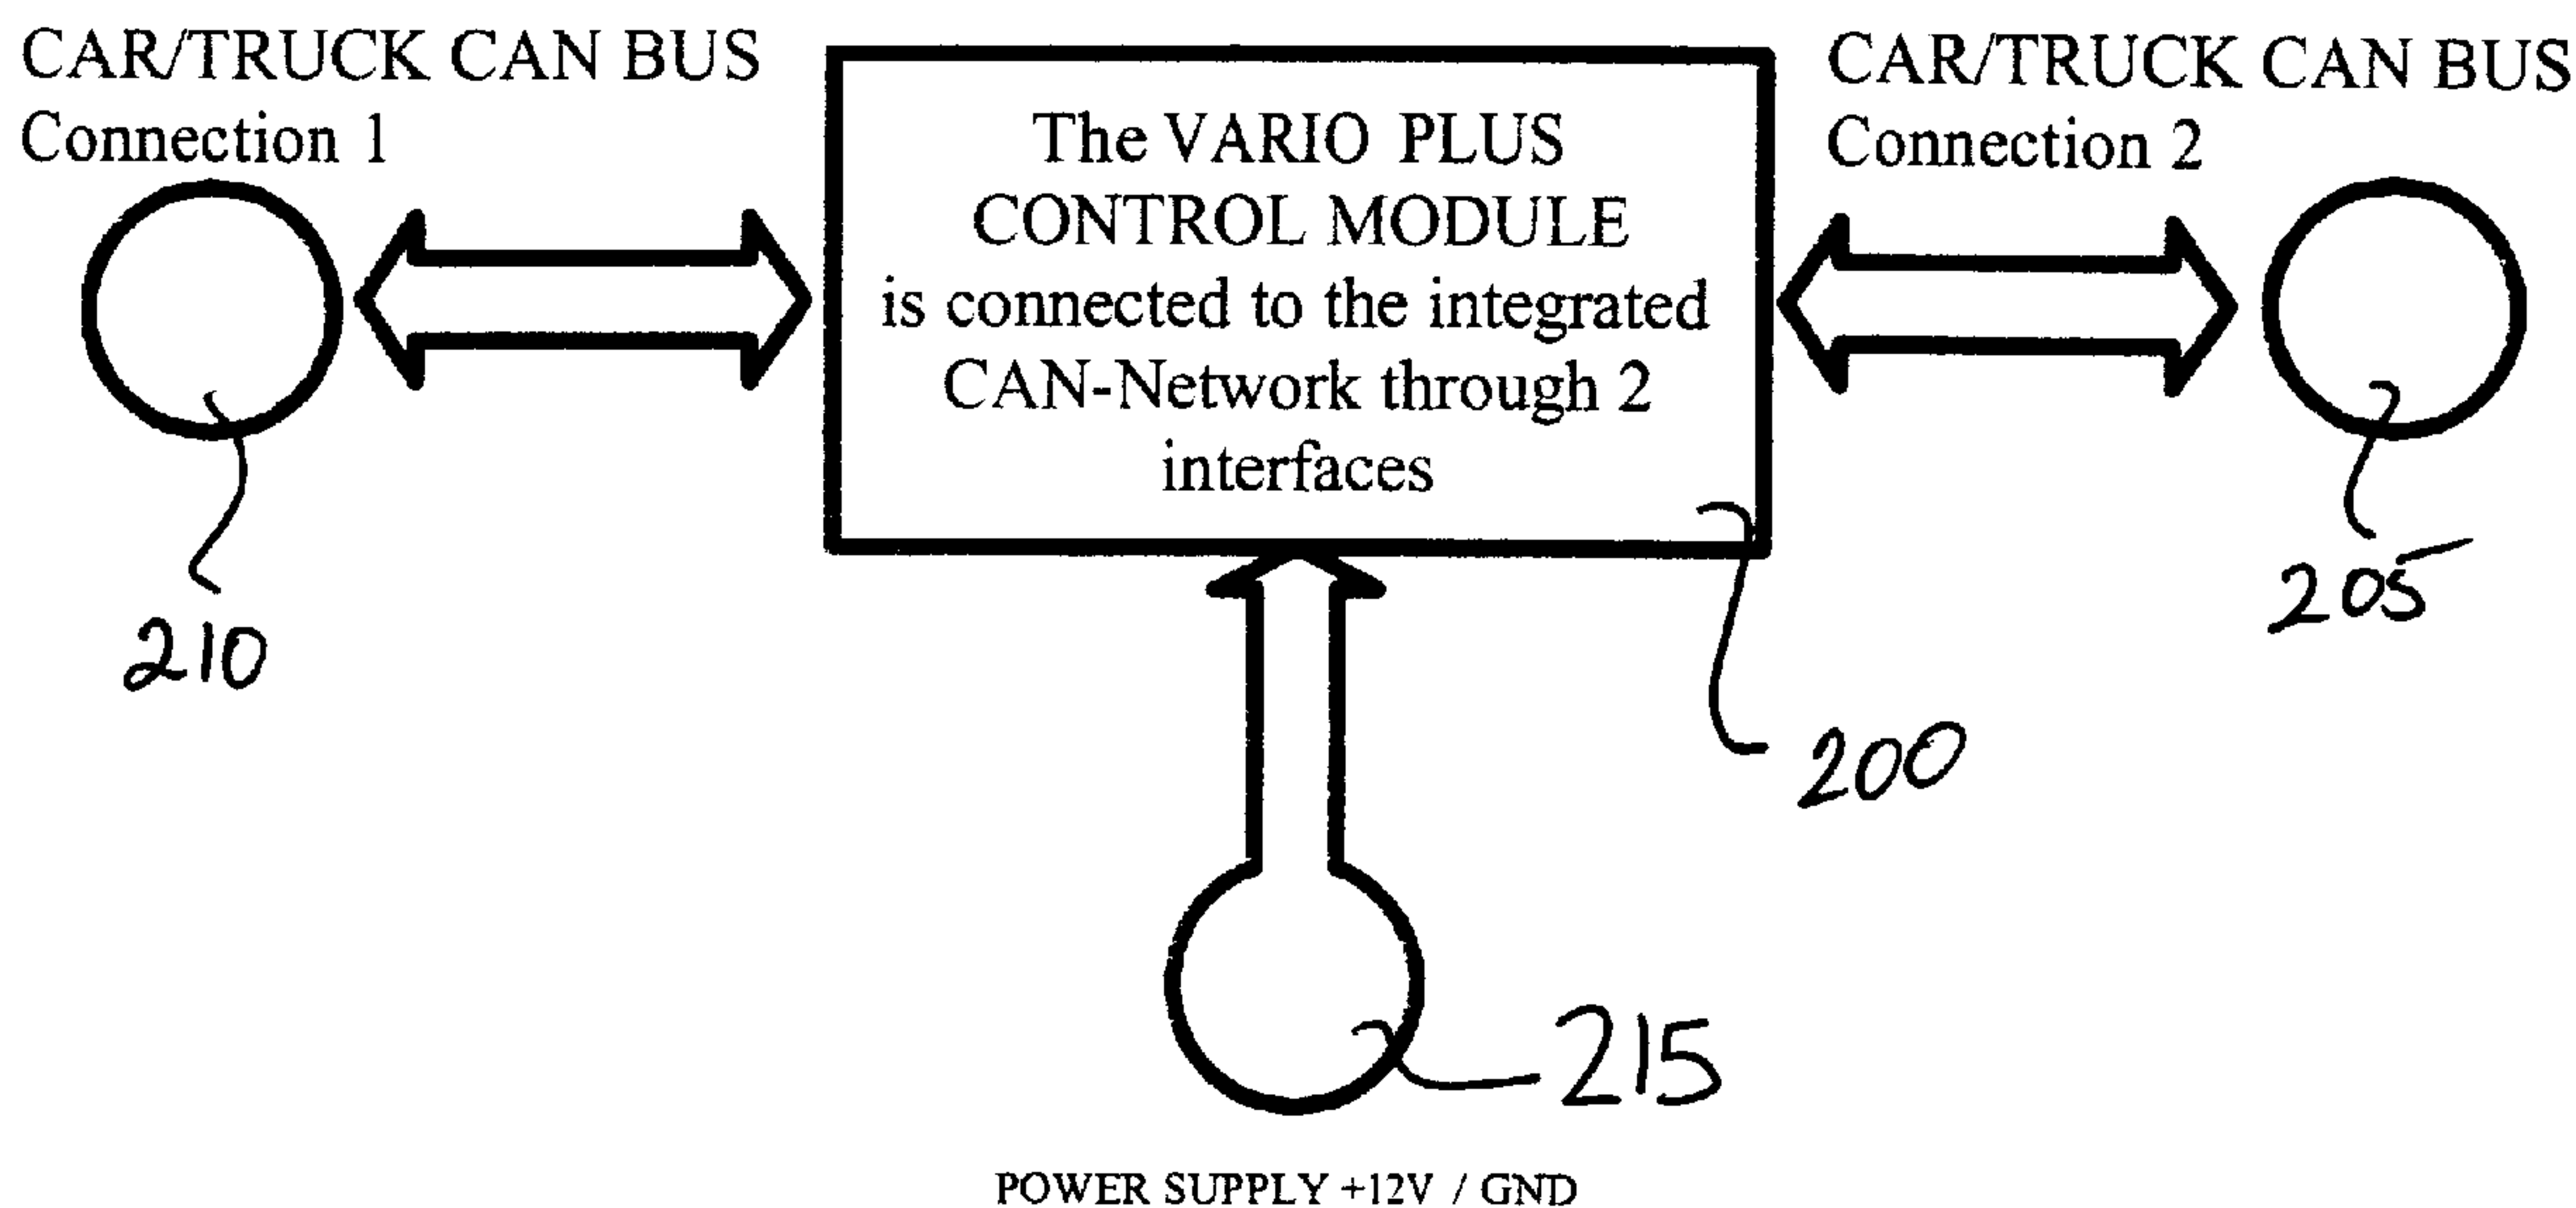 CAR/TRUCK CAN BUS
Connection 1
The VARIO PLUS
CONTROL MODULE
is connected to the integrated
CAN-Network through 2
interfaces
CAR/TRUCK CAN BUS
Connection 2
210
205
200
215
POWER SUPPLY +12V / GND